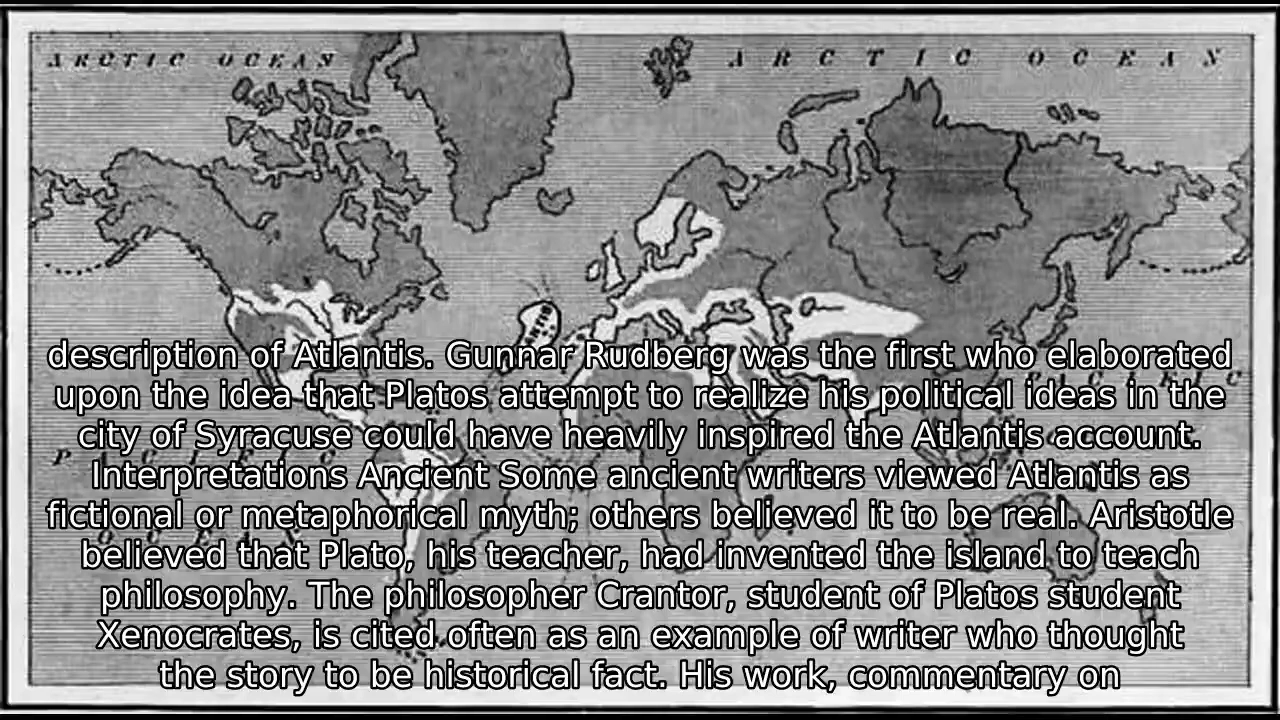 ARCTIC OCEAN
ARCTIC OCEAN
description of Atlantis. Gunnar Rudberg was the first who elaborated
upon the idea that Platos attempt to realize his political ideas in the
city of Syracuse could have heavily inspired the Atlantis account.
Interpretations Ancient Some ancient writers viewed Atlantis as
fictional or metaphorical myth; others believed it to be real. Aristotle
believed that Plato, his teacher, had invented the island to teach
philosophy. The philosopher Crantor, student of Platos student
Xenocrates, is cited often as an example of writer who thought
the story to be historical fact. His work, commentary on